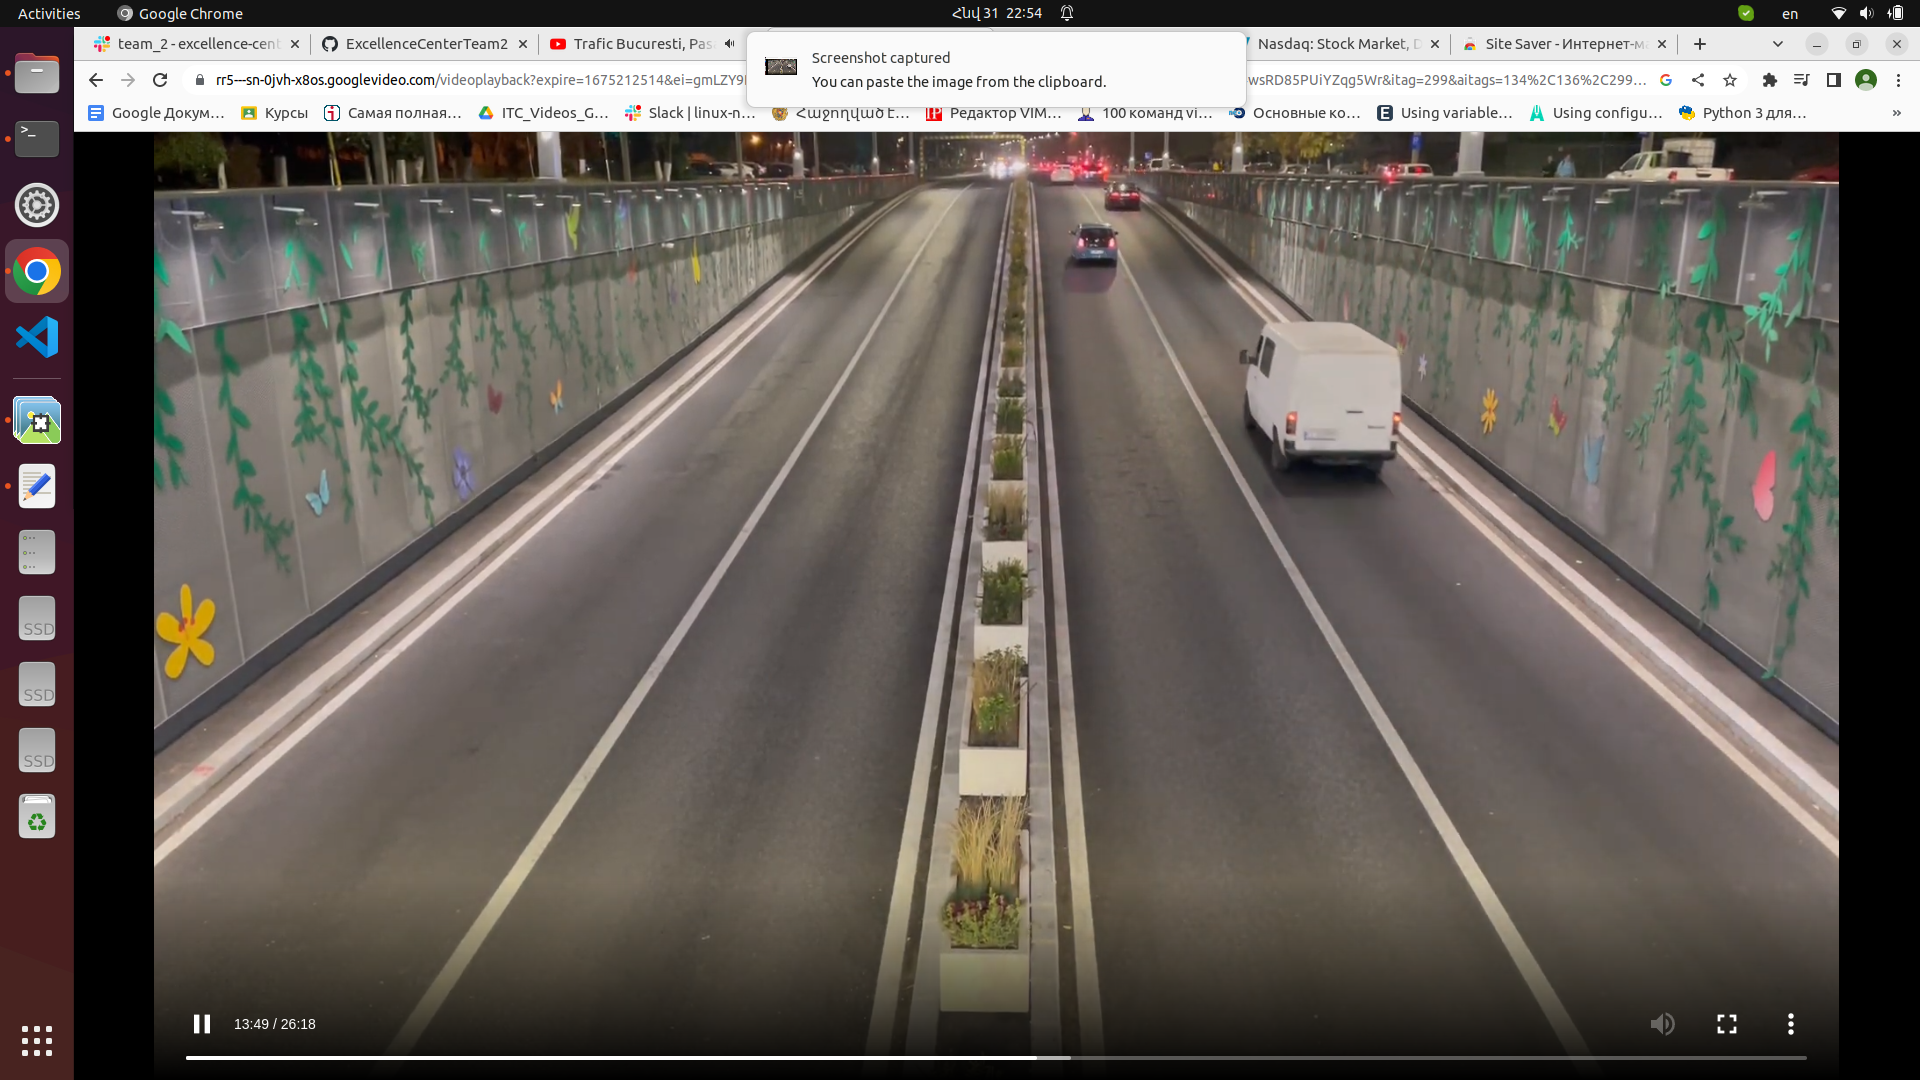 Activities
Google Chrome
Հնվ 31 22:54
en
team_2 - excellence-cent
ExcellenceCenterTeam2
Trafic Bucuresti, Pas
Nasdaq: Stock Market, D
Site Saver - Интернет-м
Screenshot captured
You can paste the image from the clipboard.
rr5---sn-0jvh-x8os.googlevideo.com/videoplayback?expire=1675212514&ei=gmLZY9
wsRD85PUiYZqg5Wr&itag=299&aitags=134%2C136%2C299...
Google Докум...
Курсы
Самая полная...
ITC_Videos_G...
Slack | linux-n...
Հաջողված է...
Редактор VIM...
100 команд vi...
Основные ко...
Using variable...
Using configu...
Python 3 для...
»
SSD
SSD
SSD
13:49 / 26:18